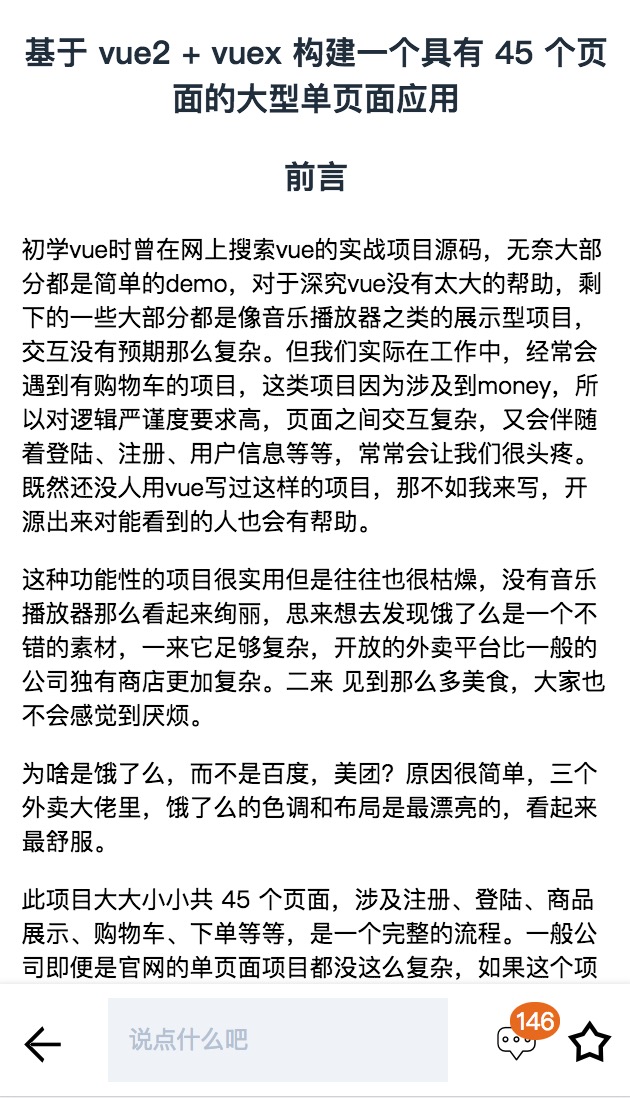 基于 vue2 + vuex 构建一个具有 45 个页
面的大型单页面应用
前言
初学vue时曾在网上搜索vue的实战项目源码，无奈大部
分都是简单的demo，对于深究vue没有太大的帮助，剩
下的一些大部分都是像音乐播放器之类的展示型项目，
交互没有预期那么复杂。但我们实际在工作中，经常会
遇到有购物车的项目，这类项目因为涉及到money，所
以对逻辑严谨度要求高，页面之间交互复杂，又会伴随
着登陆、注册、用户信息等等，常常会让我们很头疼。
既然还没人用vue写过这样的项目，那不如我来写，开
源出来对能看到的人也会有帮助。
这种功能性的项目很实用但是往往也很枯燥，没有音乐
播放器那么看起来绚丽，思来想去发现饿了么是一个不
错的素材，一来它足够复杂，开放的外卖平台比一般的
公司独有商店更加复杂。二来 见到那么多美食，大家也
不会感觉到厌烦。
为啥是饿了么，而不是百度，美团？原因很简单，三个
外卖大佬里，饿了么的色调和布局是最漂亮的，看起来
最舒服。
此项目大大小小共 45 个页面，涉及注册、登陆、商品
展示、购物车、下单等等，是一个完整的流程。一般公
司即便是官网的单页面项目都没这么复杂，如果这个项
说点什么吧
146